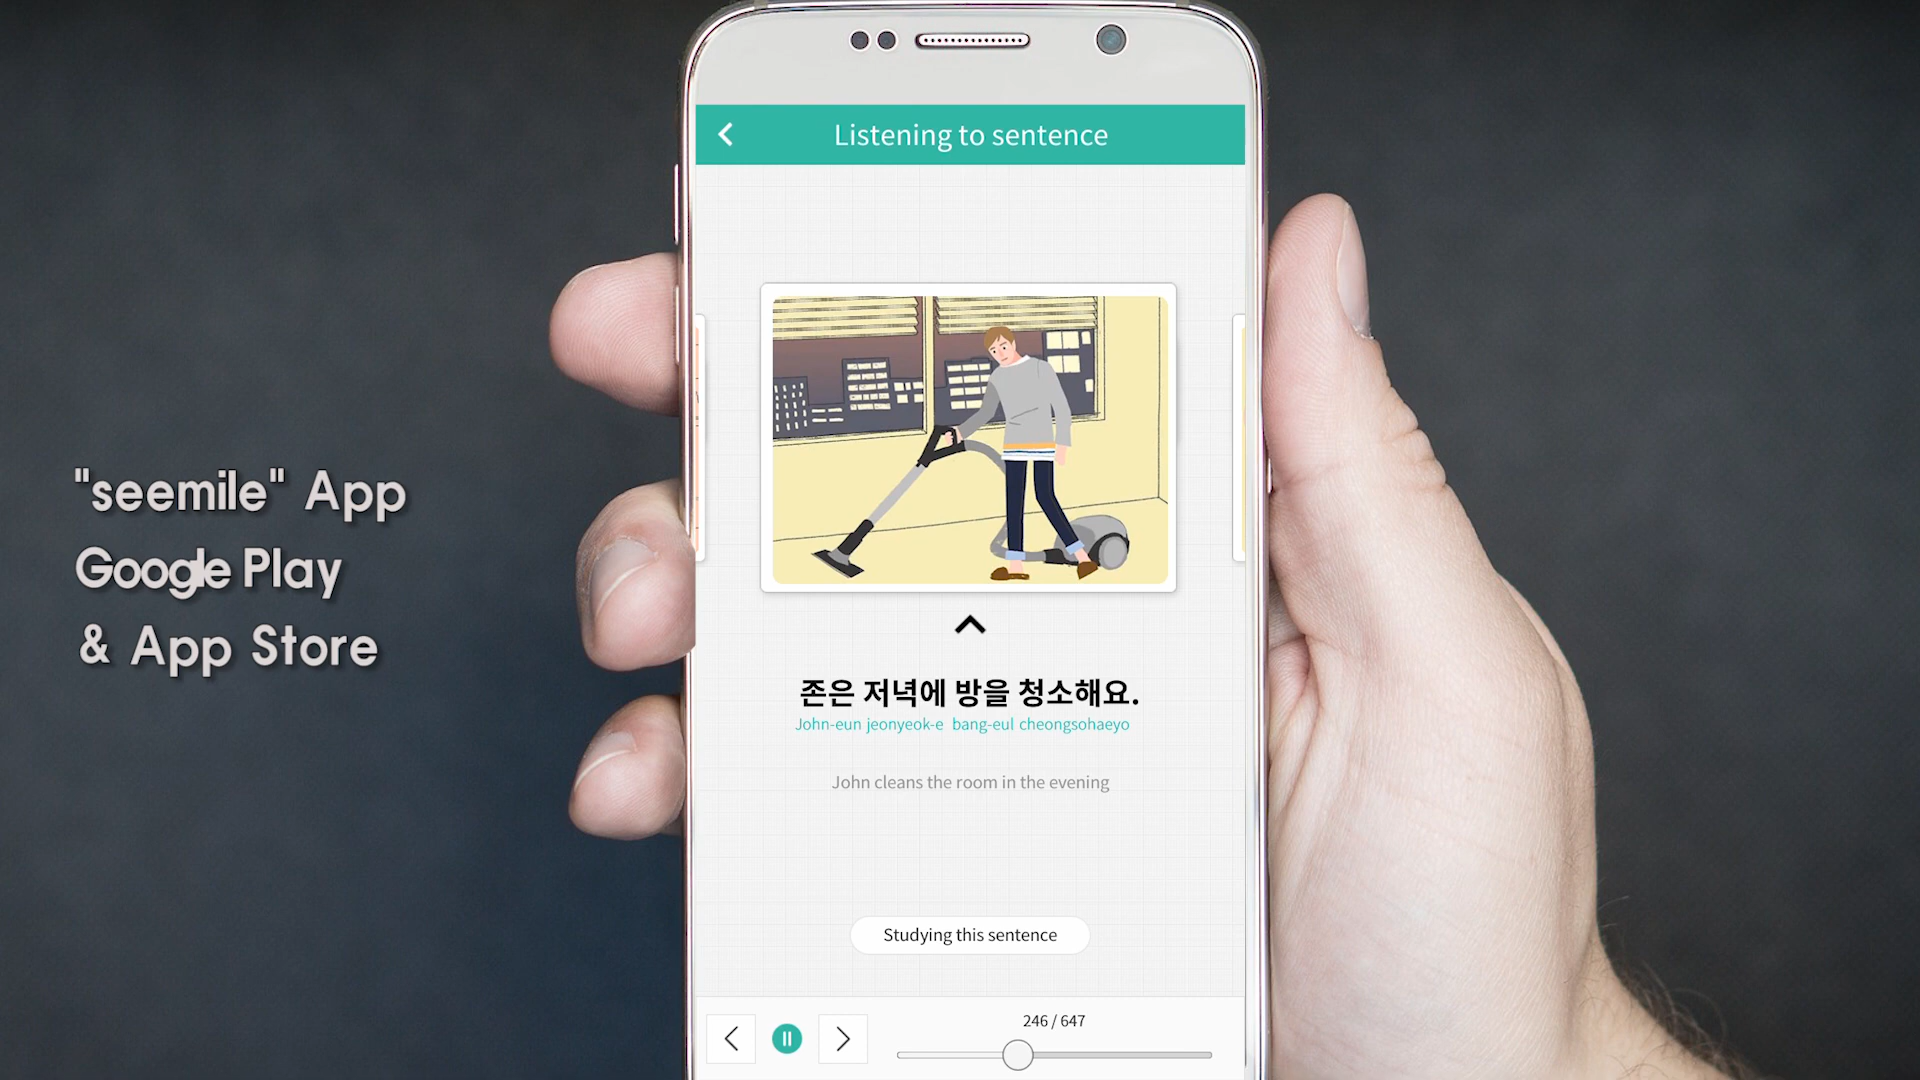 "seemile" App
Google Play
& App Store
Listening to sentence
존은 저녁에 방을 청소해요.
John-eun jeonyeok-e bang-eul cheongsohaeyo
John cleans the room in the evening
Studying this sentence
246 / 647